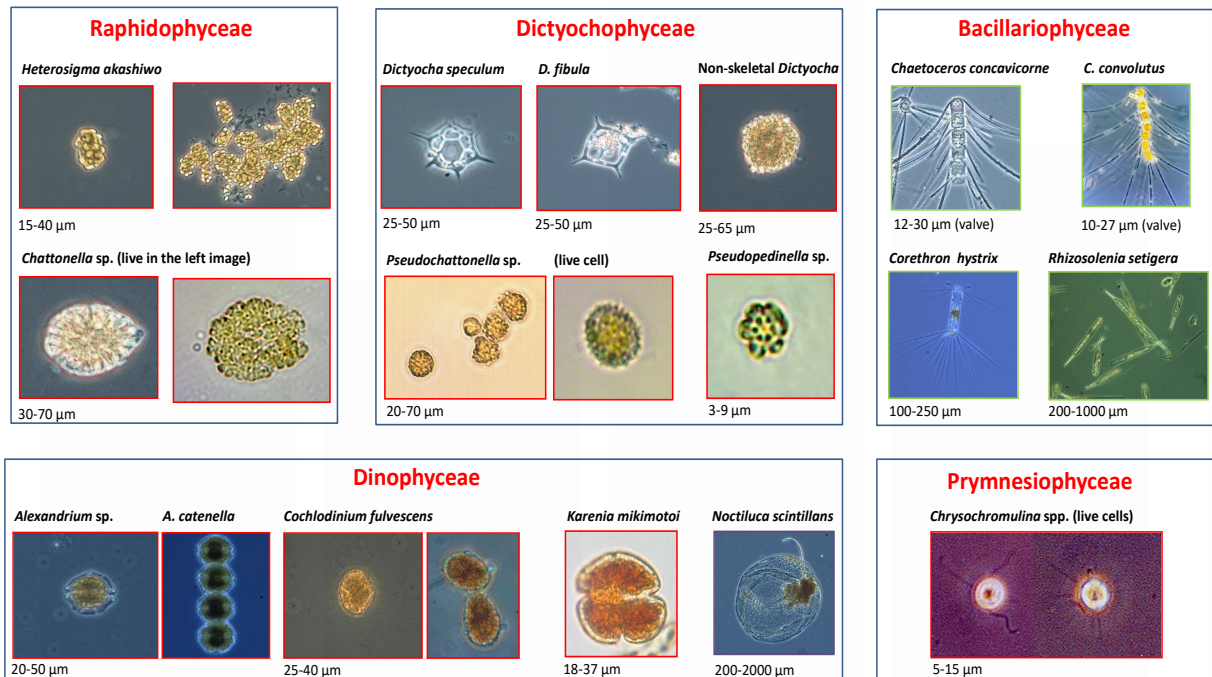 Raphidophyceae
Heterosigma akashiwo
15-40 µm
Chattonella sp. (live in the left image)
30-70 µm
Dictyochophyceae
Dictyocha speculum
D. fibula
Non-skeletal Dictyocha
25-50 µm
25-50 µm
25-65 µm
Pseudochattonella sp.
(live cell)
Pseudopedinella sp.
20-70 µm
3-9 µm
Bacillariophyceae
Chaetoceros concavicorne
C. convolutus
12-30 µm (valve)
10-27 µm (valve)
Corethron hystrix
Rhizosolenia setigera
100-250 µm
200-1000 µm
Dinophyceae
Alexandrium sp.
A. catenella
Cochlodinium fulvescens
Karenia mikimotoi
Noctiluca scintillans
20-50 µm
25-40 µm
18-37 µm
200-2000 µm
Prymnesiophyceae
Chrysochromulina spp. (live cells)
5-15 µm